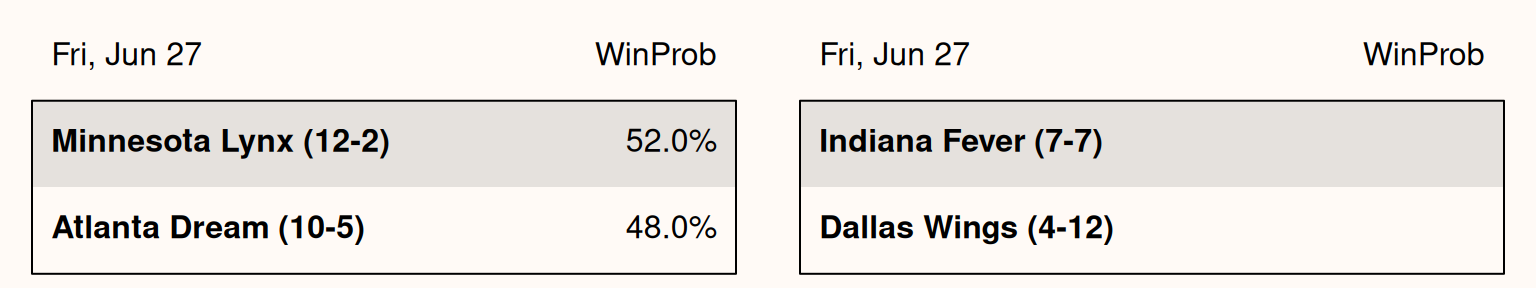 Fri, Jun 27 WinProb
Minnesota Lynx (12-2) 52.0%
Atlanta Dream (10-5) 48.0%
Fri, Jun 27 WinProb
Indiana Fever (7-7)
Dallas Wings (4-12)